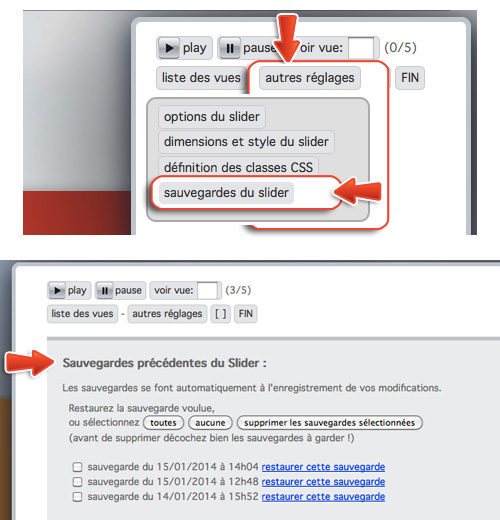 play pause voir vue: (0/5)
liste des vues autres réglages FIN
options du slider
dimensions et style du slider
définition des classes CSS
sauvegardes du slider
play pause voir vue: (3/5)
liste des vues - autres réglages [ ] FIN
Sauvegardes précédentes du Slider :
Les sauvegardes se font automatiquement à l'enregistrement de vos modifications.
Restaurez la sauvegarde voulue,
ou sélectionnez toutes aucune supprimer les sauvegardes sélectionnées
(avant de supprimer décochez bien les sauvegardes à garder !)
sauvegarde du 15/01/2014 à 14h04 restaurer cette sauvegarde
sauvegarde du 15/01/2014 à 12h48 restaurer cette sauvegarde
sauvegarde du 14/01/2014 à 15h52 restaurer cette sauvegarde